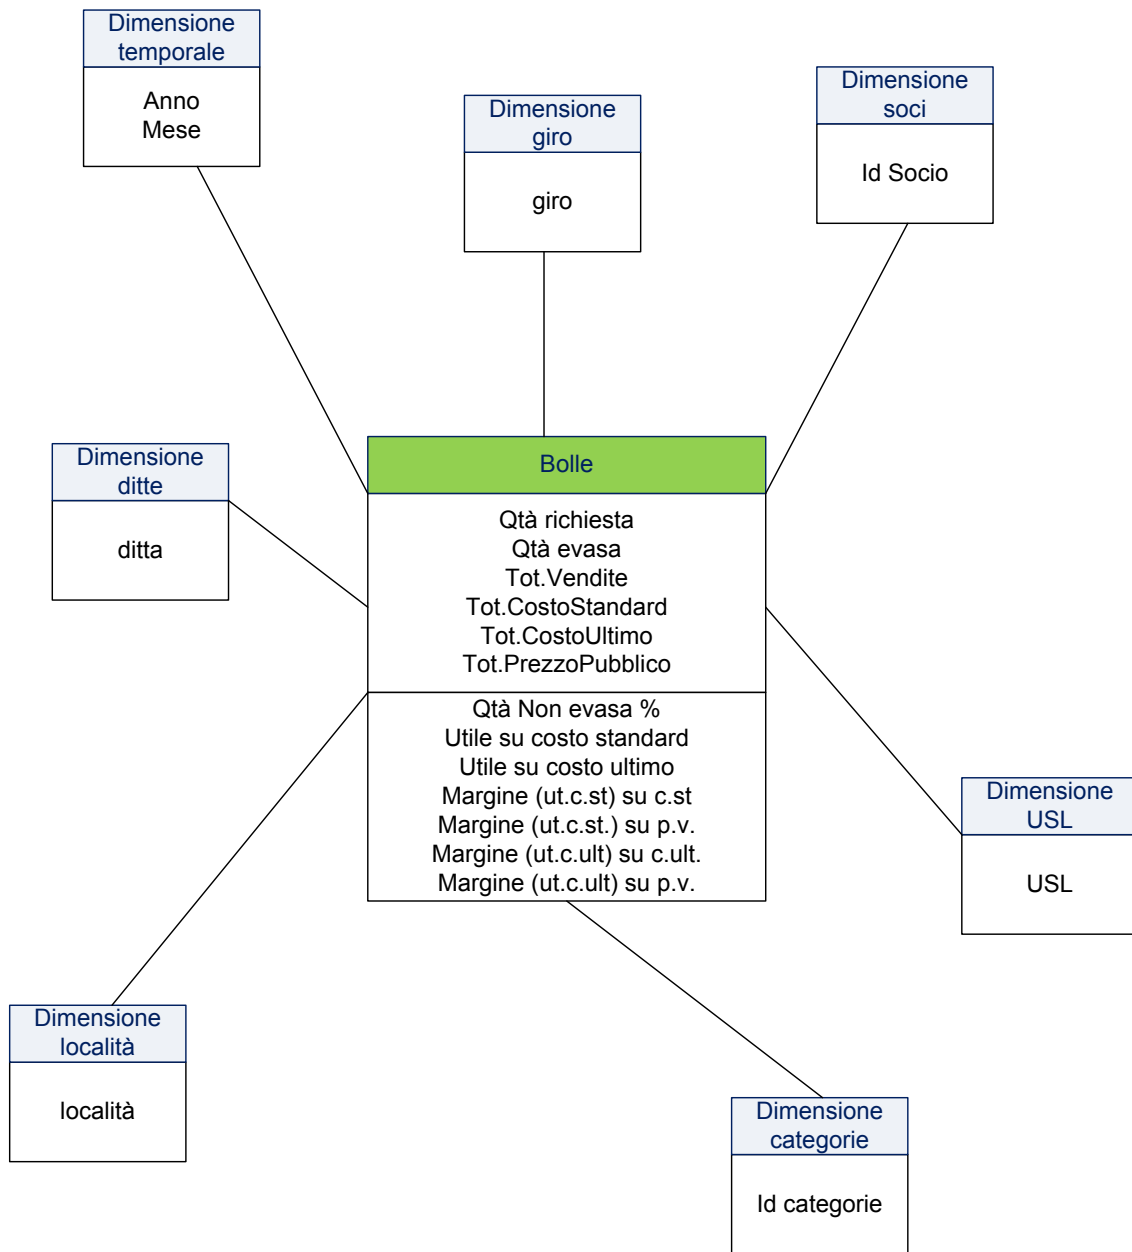 Dimensione
temporale
Anno
Mese
Dimensione
giro
giro
Dimensione
soci
Id Socio
Dimensione
ditte
ditta
Bolle
Qtà richiesta
Qtà evasa
Tot.Vendite
Tot.CostoStandard
Tot.CostoUltimo
Tot.PrezzoPubblico
Qtà Non evasa %
Utile su costo standard
Utile su costo ultimo
Margine (ut.c.st) su c.st
Margine (ut.c.st.) su p.v.
Margine (ut.c.ult) su c.ult.
Margine (ut.c.ult) su p.v.
Dimensione
USL
USL
Dimensione
località
località
Dimensione
categorie
Id categorie